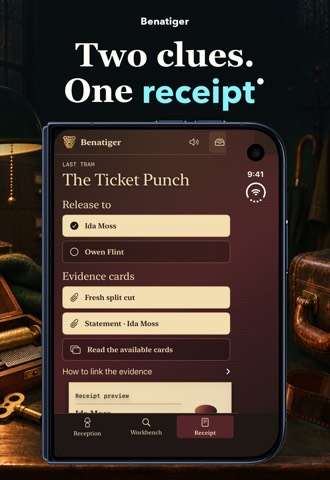 Benatiger
Two clues.
One receipt
Benatiger
9:41
LAST TRAM
The Ticket Punch
Release to
Ida Moss
Owen Flint
Evidence cards
Fresh split cut
Statement · Ida Moss
Read the available cards
How to link the evidence
Receipt preview
Ida Moss
Reception
Workbench
Receipt